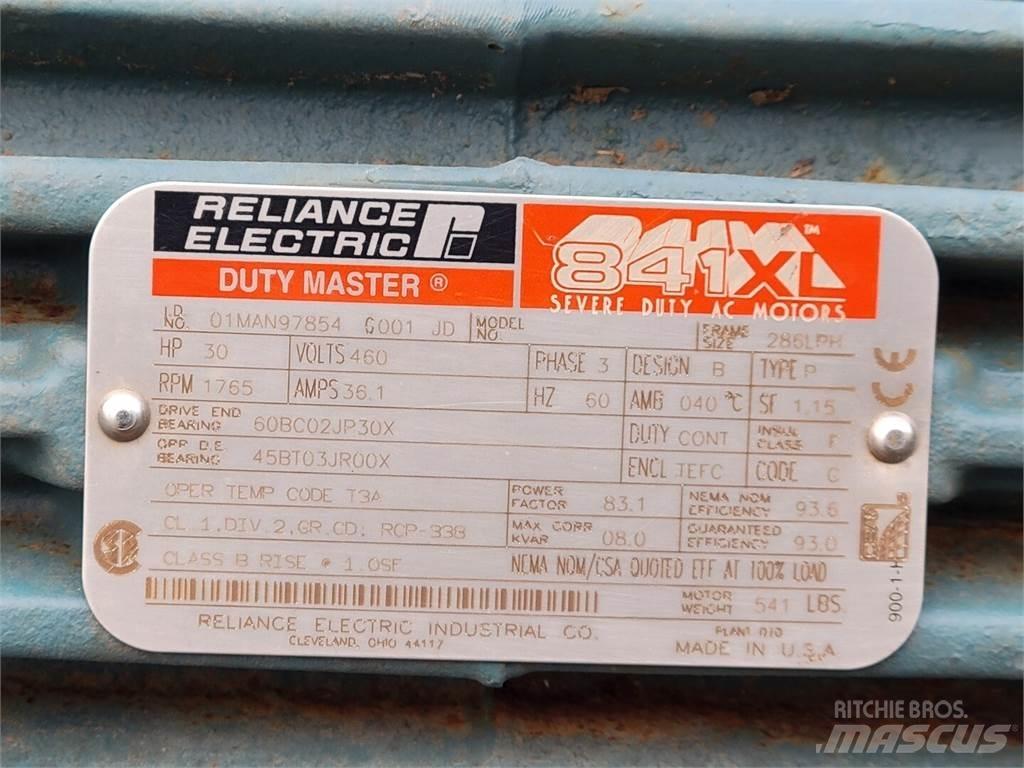 RELIANCE
ELECTRIC
DUTY MASTER ®
841XL™
SEVERE DUTY AC MOTORS
I.D. NO. 01MAN97854 G001 JD MODEL NO. FRAME SIZE 286LPH
HP 30 VOLTS 460 PHASE 3 DESIGN B TYPE P
RPM 1765 AMPS 36.1 HZ 60 AMB 040 °C SF 1.15
DRIVE END BEARING 60BC02JP30X DUTY CONT INSUL CLASS F
OPP D.E. BEARING 45BT03JR00X ENCL TEFC CODE G
OPER TEMP CODE T3A POWER FACTOR 83.1 NEMA NOM EFFICIENCY 93.6
CL.1,DIV.2,GR.CD. RCP-338 MAX CORR KVAR 08.0 GUARANTEED EFFICIENCY 93.0
CLASS B RISE 1.0SF NEMA NOM/CSA QUOTED EFF AT 100% LOAD
MOTOR WEIGHT 541 LBS.
RELIANCE ELECTRIC INDUSTRIAL CO.
CLEVELAND, OHIO 44117
MADE IN U.S.A.
CE
900-1-H
RITCHIE BROS.
MASCUS